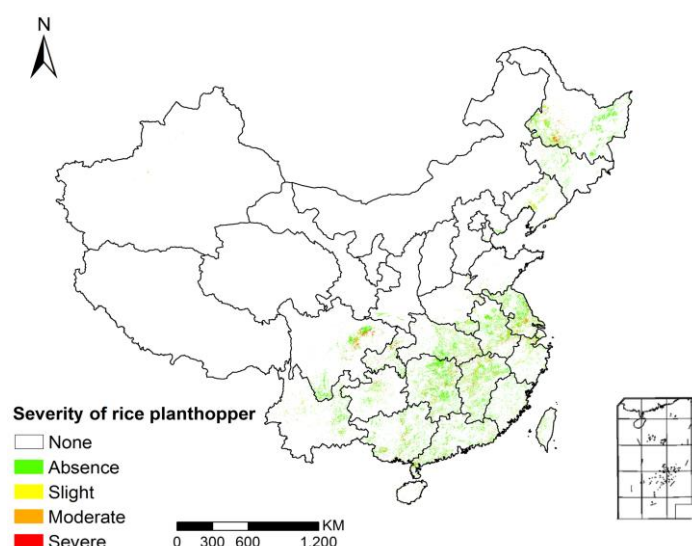 N
Severity of rice planthopper
None
Absence
Slight
Moderate
Severe
KM
0 300 600 1,200